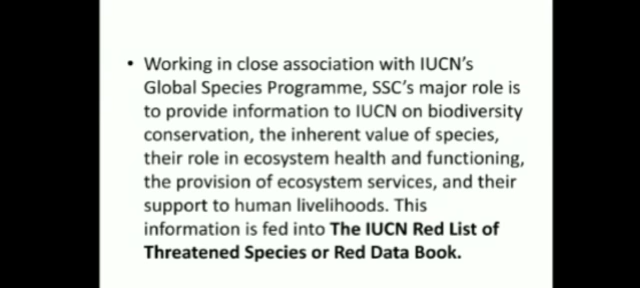 • Working in close association with IUCN's
Global Species Programme, SSC's major role is
to provide information to IUCN on biodiversity
conservation, the inherent value of species,
their role in ecosystem health and functioning,
the provision of ecosystem services, and their
support to human livelihoods. This
information is fed into The IUCN Red List of
Threatened Species or Red Data Book.